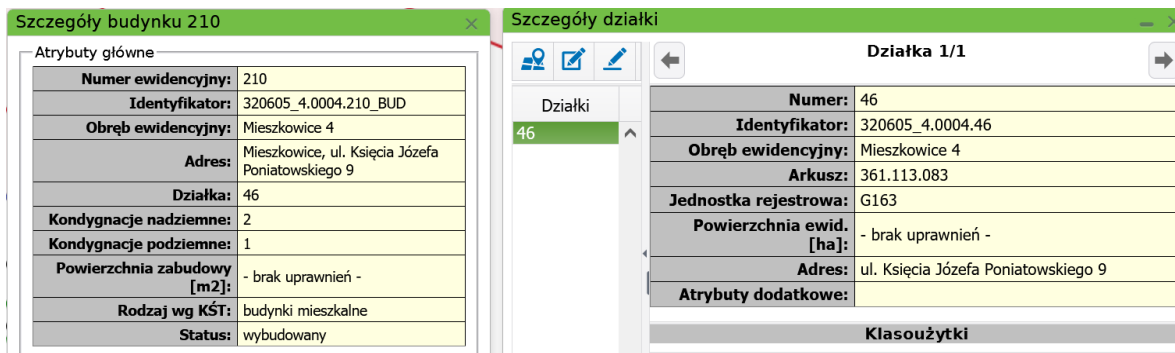 Szczegóły budynku 210
Atrybuty główne
Numer ewidencyjny: 210
Identyfikator: 320605_4.0004.210_BUD
Obręb ewidencyjny: Mieszkowice 4
Adres: Mieszkowice, ul. Księcia Józefa
Poniatowskiego 9
Działka: 46
Kondygnacje nadziemne: 2
Kondygnacje podziemne: 1
Powierzchnia zabudowy
[m2]: - brak uprawnień -
Rodzaj wg KŚT: budynki mieszkalne
Status: wybudowany
Szczegóły działki
Działka 1/1
Działki
46
Numer: 46
Identyfikator: 320605_4.0004.46
Obręb ewidencyjny: Mieszkowice 4
Arkusz: 361.113.083
Jednostka rejestrowa: G163
Powierzchnia ewid.
[ha]: - brak uprawnień -
Adres: ul. Księcia Józefa Poniatowskiego 9
Atrybuty dodatkowe:
Klasoużytki